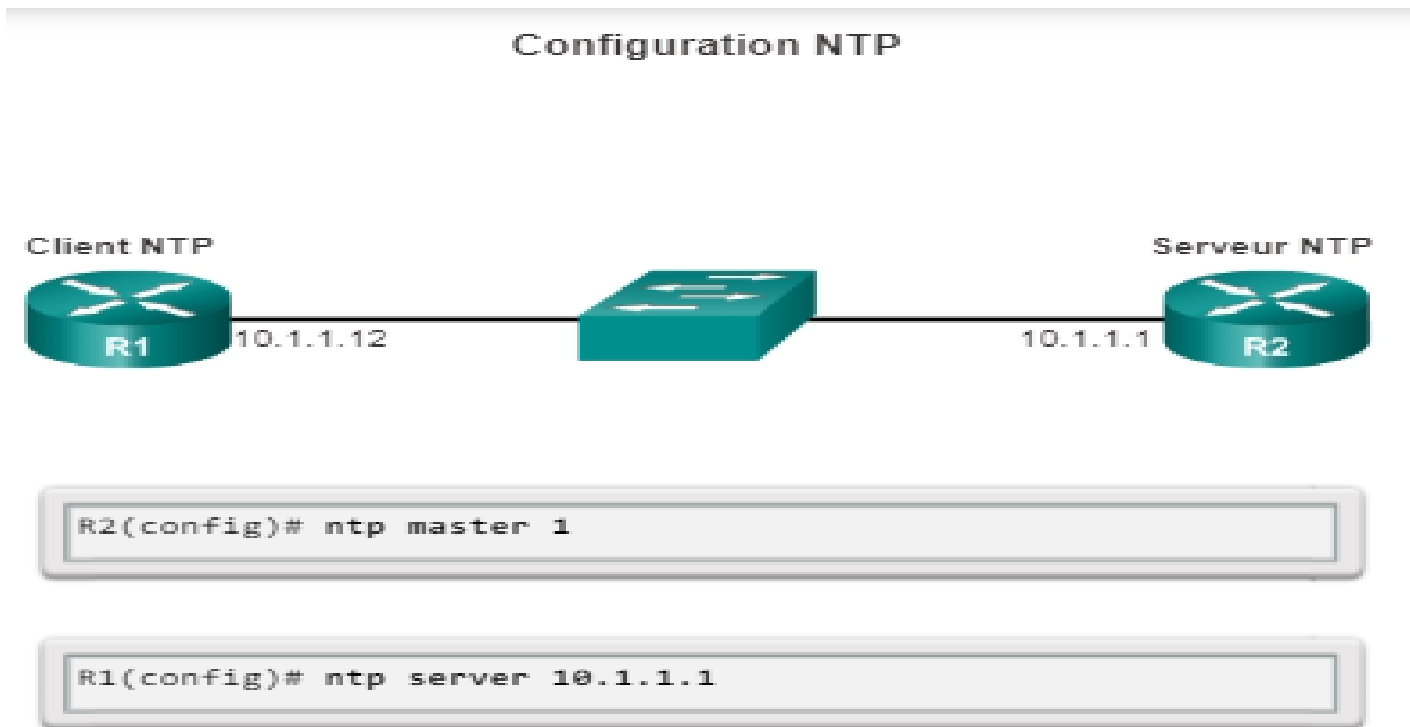 Configuration NTP
Client NTP
Serveur NTP
R1
10.1.1.12
10.1.1.1
R2
R2(config)# ntp master 1
R1(config)# ntp server 10.1.1.1